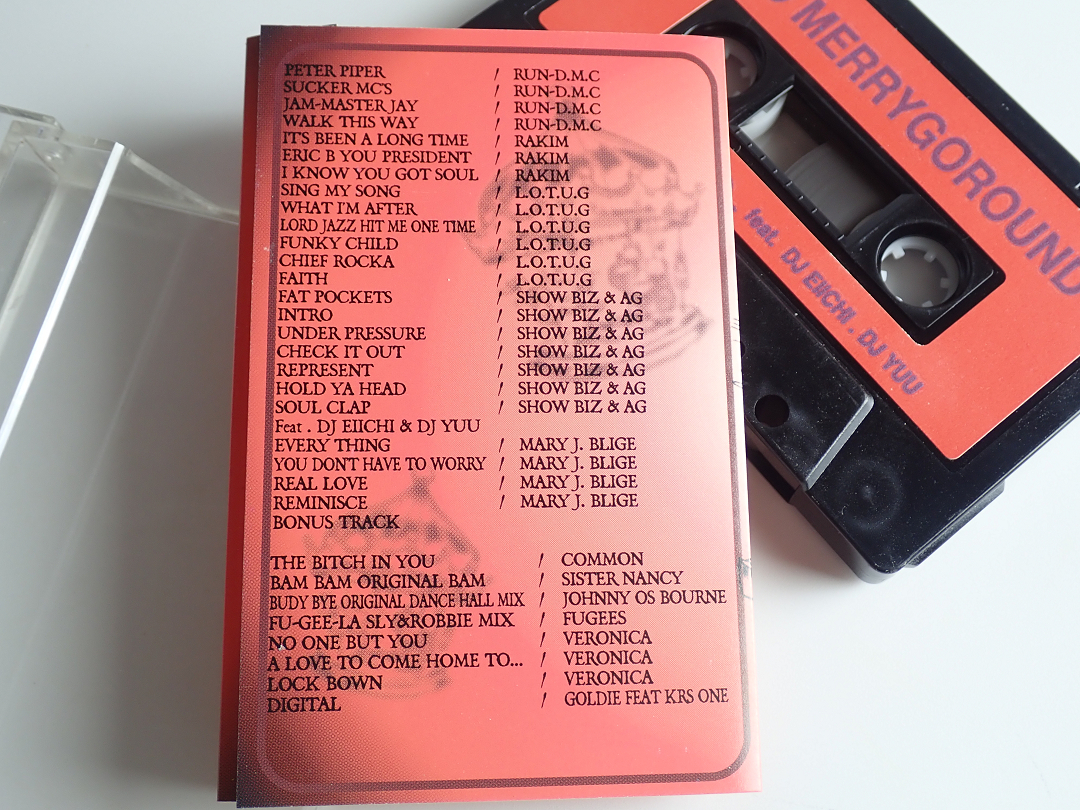 PETER PIPER / RUN-D.M.C
SUCKER MC'S / RUN-D.M.C
JAM-MASTER JAY / RUN-D.M.C
WALK THIS WAY / RUN-D.M.C
IT'S BEEN A LONG TIME / RAKIM
ERIC B YOU PRESIDENT / RAKIM
I KNOW YOU GOT SOUL / RAKIM
SING MY SONG / L.O.T.U.G
WHAT I'M AFTER / L.O.T.U.G
LORD JAZZ HIT ME ONE TIME / L.O.T.U.G
FUNKY CHILD / L.O.T.U.G
CHIEF ROCKA / L.O.T.U.G
FAITH / L.O.T.U.G
FAT POCKETS / SHOW BIZ & AG
INTRO / SHOW BIZ & AG
UNDER PRESSURE / SHOW BIZ & AG
CHECK IT OUT / SHOW BIZ & AG
REPRESENT / SHOW BIZ & AG
HOLD YA HEAD / SHOW BIZ & AG
SOUL CLAP / SHOW BIZ & AG
Feat . DJ EIICHI & DJ YUU
EVERY THING / MARY J. BLIGE
YOU DONT HAVE TO WORRY / MARY J. BLIGE
REAL LOVE / MARY J. BLIGE
REMINISCE / MARY J. BLIGE
BONUS TRACK
THE BITCH IN YOU / COMMON
BAM BAM ORIGINAL BAM / SISTER NANCY
BUDY BYE ORIGINAL DANCE HALL MIX / JOHNNY OS BOURNE
FU-GEE-LA SLY&ROBBIE MIX / FUGEES
NO ONE BUT YOU / VERONICA
A LOVE TO COME HOME TO... / VERONICA
LOCK BOWN / VERONICA
DIGITAL / GOLDIE FEAT KRS ONE
MERRYGOROUND
feat. DJ EIICHI . DJ YUU